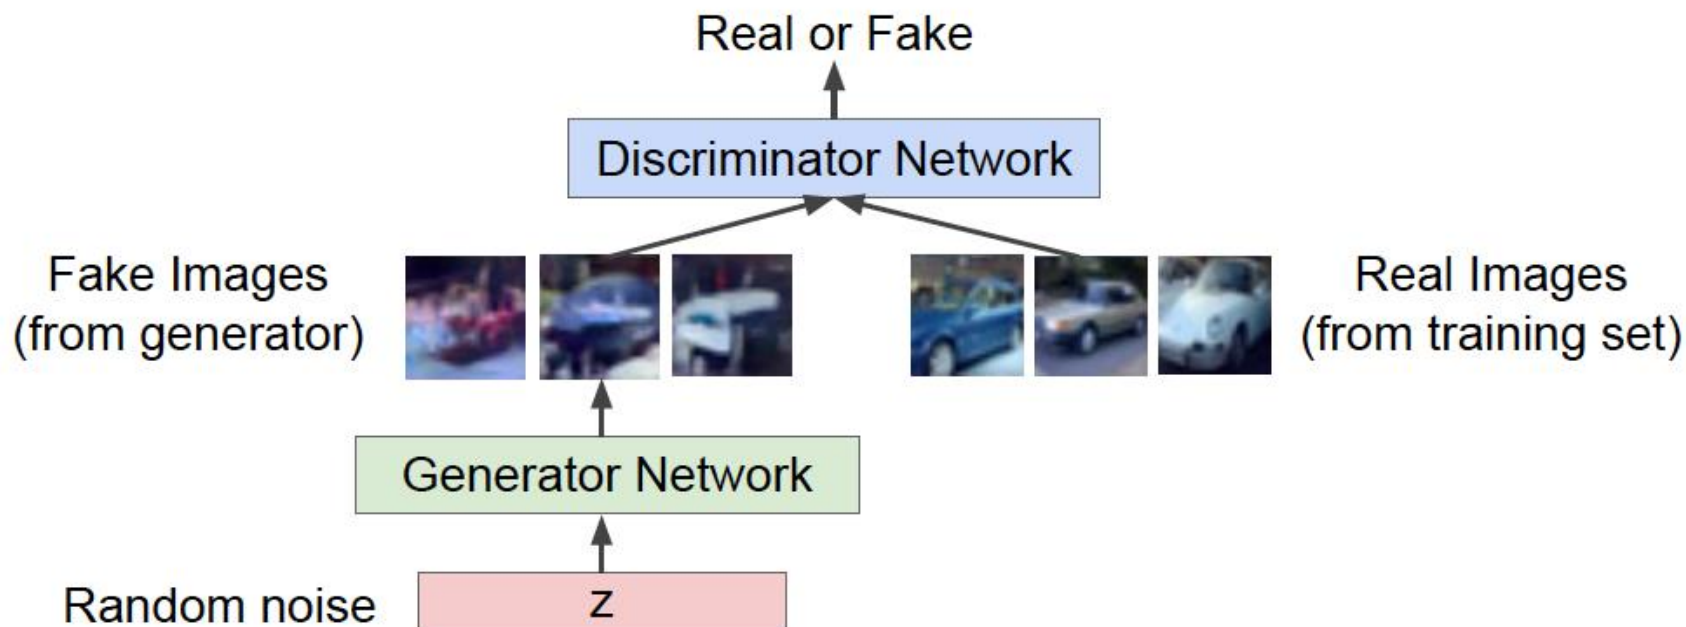 Real or Fake
Discriminator Network
Fake Images
(from generator)
Real Images
(from training set)
Generator Network
Random noise
z